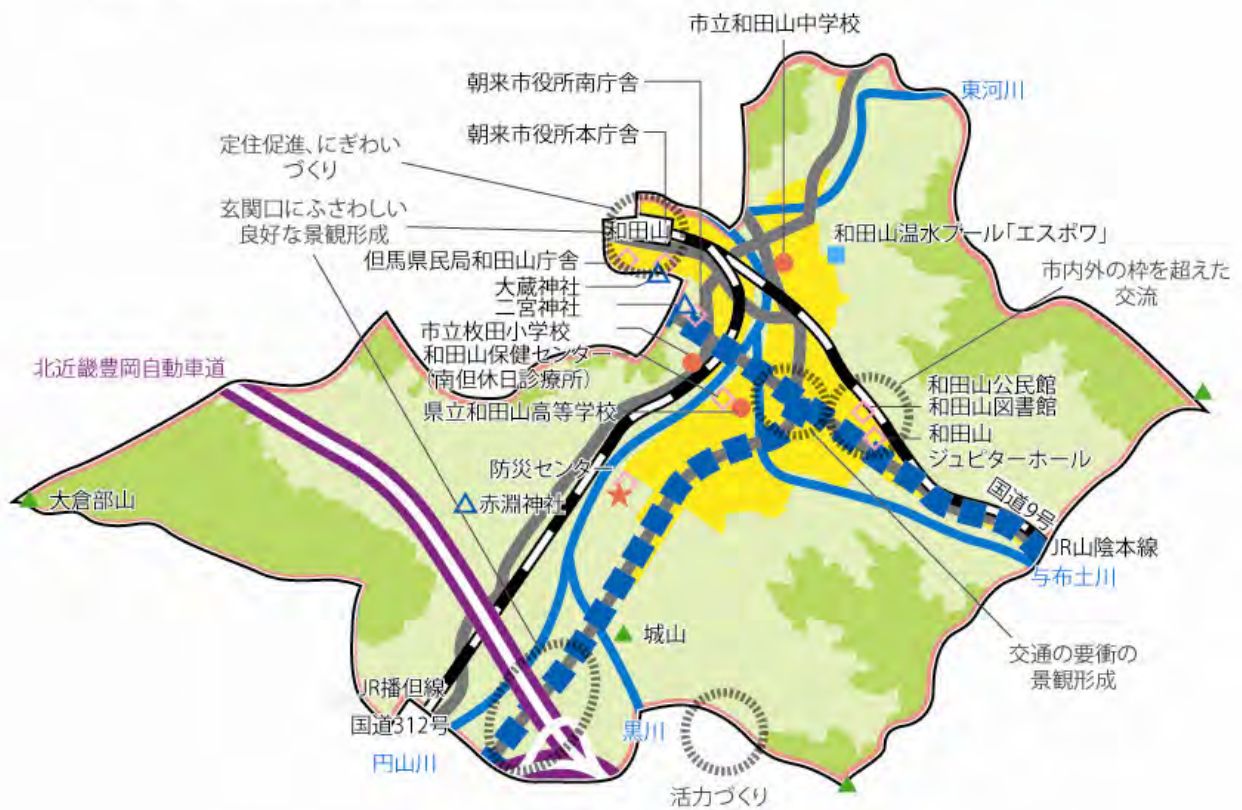 市立和田山中学校
朝来市役所南庁舎
東河川
朝来市役所本庁舎
定住促進、にぎわい
づくり
玄関口にふさわしい
良好な景観形成
和田山
和田山温水プール「エスポワ」
但馬県民局和田山庁舎
市内外の枠を超えた
交流
大蔵神社
二宮神社
市立枚田小学校
和田山保健センター
(南但休日診療所)
北近畿豊岡自動車道
県立和田山高等学校
和田山公民館
和田山図書館
和田山
ジュピターホール
防災センター
大倉部山
赤淵神社
国道9号
JR山陰本線
与布土川
城山
交通の要衝の
景観形成
JR播但線
国道312号
黒川
円山川
活力づくり